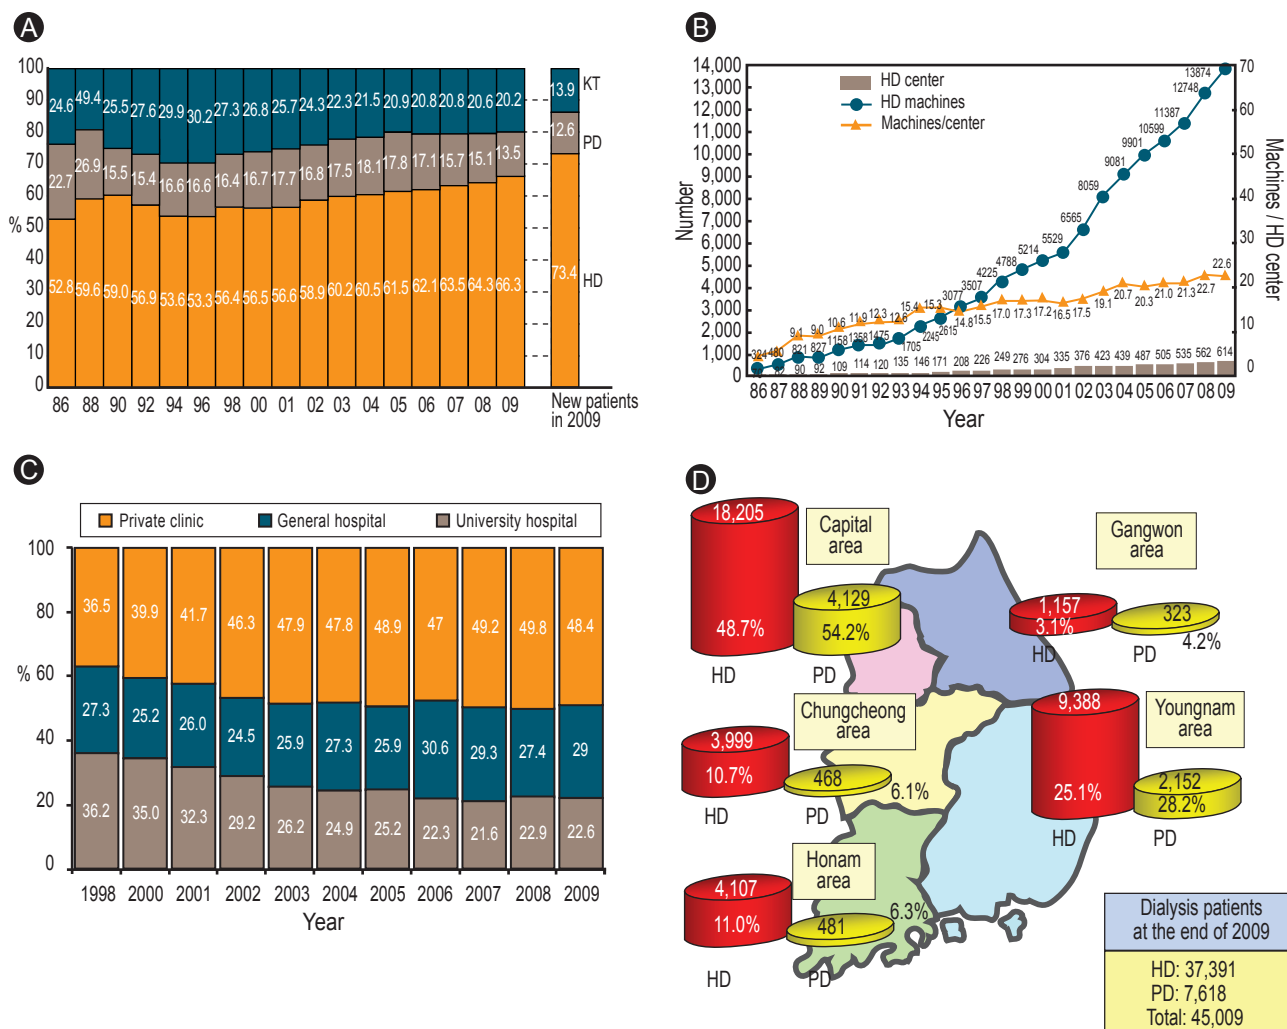 A
100
90
80
70
60
50
40
30
20
10
0
%
24.6 49.4 25.5 27.6 29.9 30.2 27.3 26.8 25.7 24.3 22.3 21.5 20.9 20.8 20.8 20.6 20.2 13.9
22.7 26.9 15.5 15.4 16.6 16.6 16.4 16.7 17.7 16.8 17.5 18.1 17.8 17.1 15.7 15.1 13.5 12.6
52.8 59.6 59.0 56.9 53.6 53.3 56.4 56.5 56.6 58.9 60.2 60.5 61.5 62.1 63.5 64.3 66.3 73.4
KT
PD
HD
86 88 90 92 94 96 98 00 01 02 03 04 05 06 07 08 09
New patients
in 2009
B
14,000
13,000
12,000
11,000
10,000
9,000
8,000
7,000
6,000
5,000
4,000
3,000
2,000
1,000
0
Number
HD center
HD machines
Machines/center
70
60
50
40
30
20
10
0
Machines / HD center
324 480 821 827 1158 1358 1475 1705 2245 2615 3077 3507 4225 4788 5214 5529 6565 8059 9081 9901 10599 11387 12748 13874
9.1 9.0 10.6 11.9 12.3 12.6 15.4 15.3 14.8 15.5 17.0 17.3 17.2 16.5 17.5 19.1 20.7 20.3 21.0 21.3 22.7 22.6
90 92 109 114 120 135 146 171 208 226 249 276 304 335 376 423 439 487 505 535 562 614
86 87 88 89 90 91 92 93 94 95 96 97 98 99 00 01 02 03 04 05 06 07 08 09
Year
C
Private clinic
General hospital
University hospital
100
80
% 60
40
20
0
36.5 39.9 41.7 46.3 47.9 47.8 48.9 47 49.2 49.8 48.4
27.3 25.2 26.0 24.5 25.9 27.3 25.9 30.6 29.3 27.4 29
36.2 35.0 32.3 29.2 26.2 24.9 25.2 22.3 21.6 22.9 22.6
1998 2000 2001 2002 2003 2004 2005 2006 2007 2008 2009
Year
D
18,205
48.7%
HD
4,129
54.2%
PD
Capital
area
Gangwon
area
1,157
3.1%
HD
323
4.2%
PD
Chungcheong
area
3,999
10.7%
HD
468
6.1%
PD
9,388
25.1%
HD
Youngnam
area
2,152
28.2%
PD
Honam
area
4,107
11.0%
HD
481
6.3%
PD
Dialysis patients
at the end of 2009
HD: 37,391
PD: 7,618
Total: 45,009